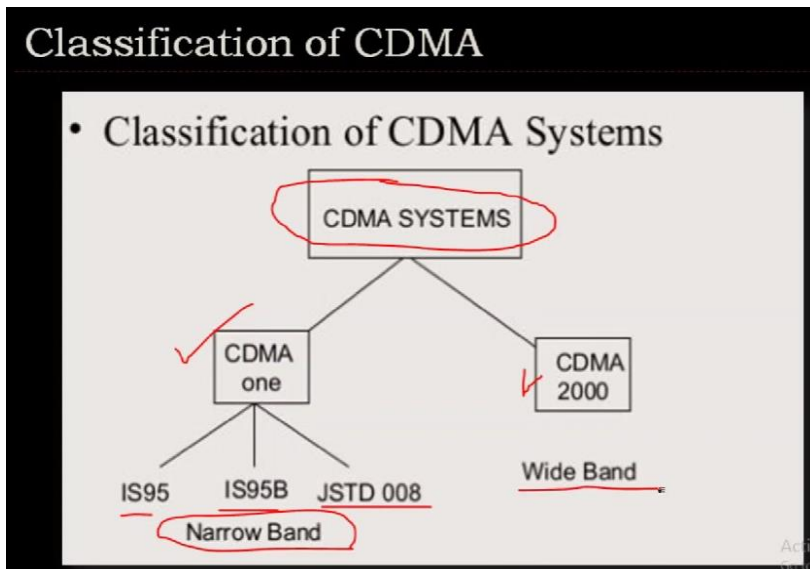 Classification of CDMA
• Classification of CDMA Systems
CDMA SYSTEMS
CDMA
one
CDMA
2000
IS95
IS95B
JSTD 008
Wide Band
Narrow Band